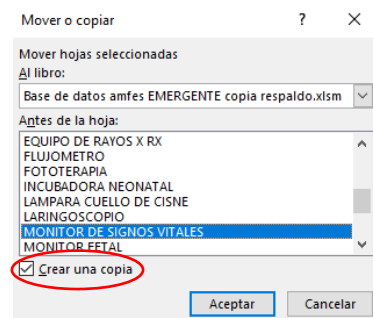 Mover o copiar ? ×
Mover hojas seleccionadas
Al libro:
Base de datos amfes EMERGENTE copia respaldo.xlsm
Antes de la hoja:
EQUIPO DE RAYOS X RX
FLUJOMETRO
FOTOTERAPIA
INCUBADORA NEONATAL
LAMPARA CUELLO DE CISNE
LARINGOSCOPIO
MONITOR DE SIGNOS VITALES
MONITOR FETAL
Crear una copia
Aceptar Cancelar